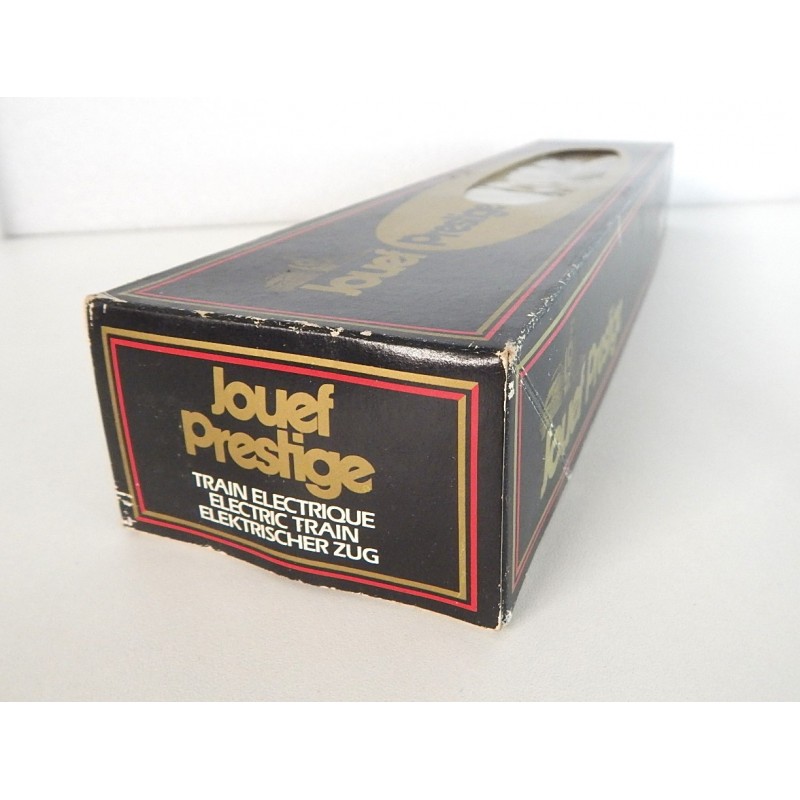 Jouef Prestige
Jouef
Prestige
TRAIN ELECTRIQUE
ELECTRIC TRAIN
ELEKTRISCHER ZUG
Jouef Prestige